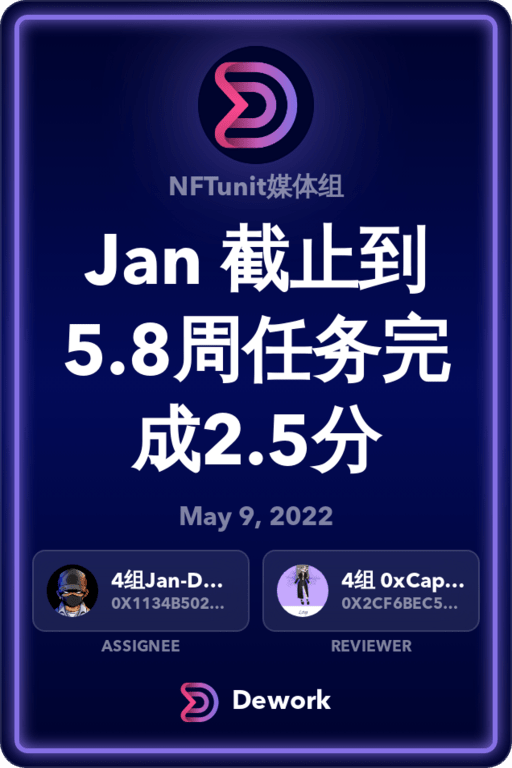 NFTunit媒体组
Jan 截止到
5.8周任务完
成2.5分
May 9, 2022
4组Jan-D...
0X1134B502...
ASSIGNEE
4组 0xCap...
0X2CF6BEC5...
REVIEWER
Dework